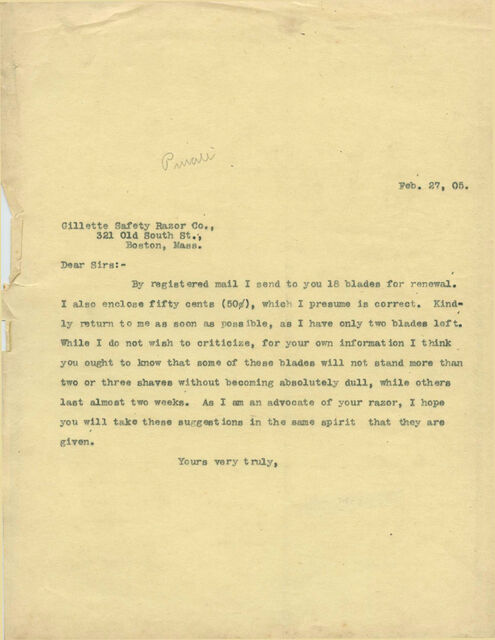 Private
Feb. 27, 05.
Gillette Safety Razor Co.,
321 Old South St.,
Boston, Mass.
Dear Sirs:-
By registered mail I send to you 18 blades for renewal.
I also enclose fifty cents (50¢), which I presume is correct. Kind-
ly return to me as soon as possible, as I have only two blades left.
While I do not wish to criticize, for your own information I think
you ought to know that some of these blades will not stand more than
two or three shaves without becoming absolutely dull, while others
last almost two weeks. As I am an advocate of your razor, I hope
you will take these suggestions in the same spirit that they are
given.
Yours very truly,